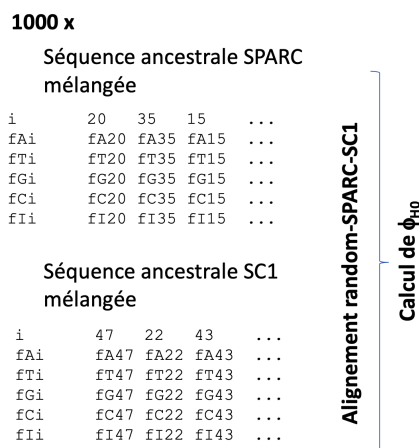 1000 x
Séquence ancestrale SPARC
mélangée
i 20 35 15 ...
fAi fA20 fA35 fA15 ...
fTi fT20 fT35 fT15 ...
fGi fG20 fG35 fG15 ...
fCi fC20 fC35 fC15 ...
fIi fI20 fI35 fI15 ...
Séquence ancestrale SC1
mélangée
i 47 22 43 ...
fAi fA47 fA22 fA43 ...
fTi fT47 fT22 fT43 ...
fGi fG47 fG22 fG43 ...
fCi fC47 fC22 fC43 ...
fIi fI47 fI22 fI43 ...
Alignement random-SPARC-SC1
Calcul de ϕH0